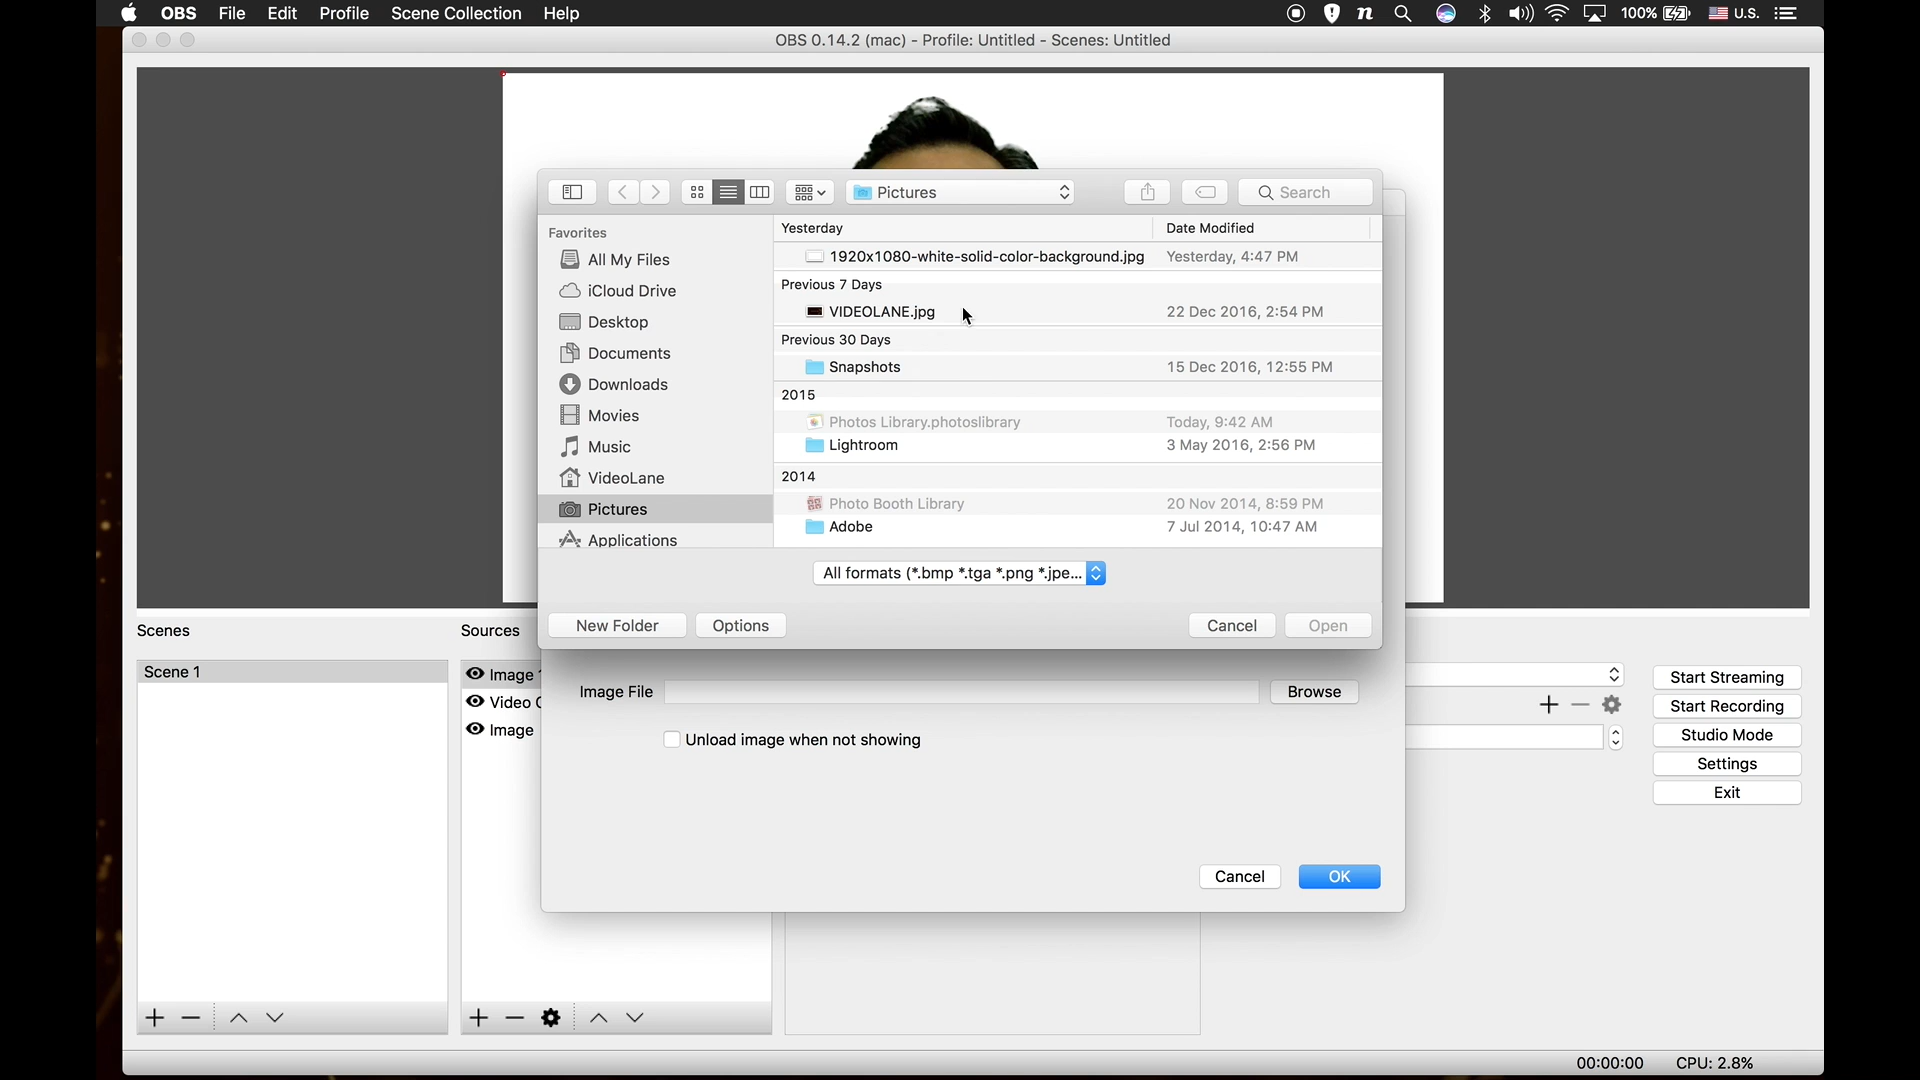 OBS File Edit Profile Scene Collection Help 100% U.S.
OBS 0.14.2 (mac) - Profile: Untitled - Scenes: Untitled
Pictures Search
Favorites
All My Files
iCloud Drive
Desktop
Documents
Downloads
Movies
Music
VideoLane
Pictures
Applications
Yesterday Date Modified
1920x1080-white-solid-color-background.jpg Yesterday, 4:47 PM
Previous 7 Days
VIDEOLANE.jpg 22 Dec 2016, 2:54 PM
Previous 30 Days
Snapshots 15 Dec 2016, 12:55 PM
2015
Photos Library.photoslibrary Today, 9:42 AM
Lightroom 3 May 2016, 2:56 PM
2014
Photo Booth Library 20 Nov 2014, 8:59 PM
Adobe 7 Jul 2014, 10:47 AM
All formats (*.bmp *.tga *.png *.jpe...
New Folder Options Cancel Open
Scenes
Scene 1
Sources
Image
Video
Image
Image File Browse
Unload image when not showing
Cancel OK
Start Streaming
Start Recording
Studio Mode
Settings
Exit
00:00:00 CPU: 2.8%